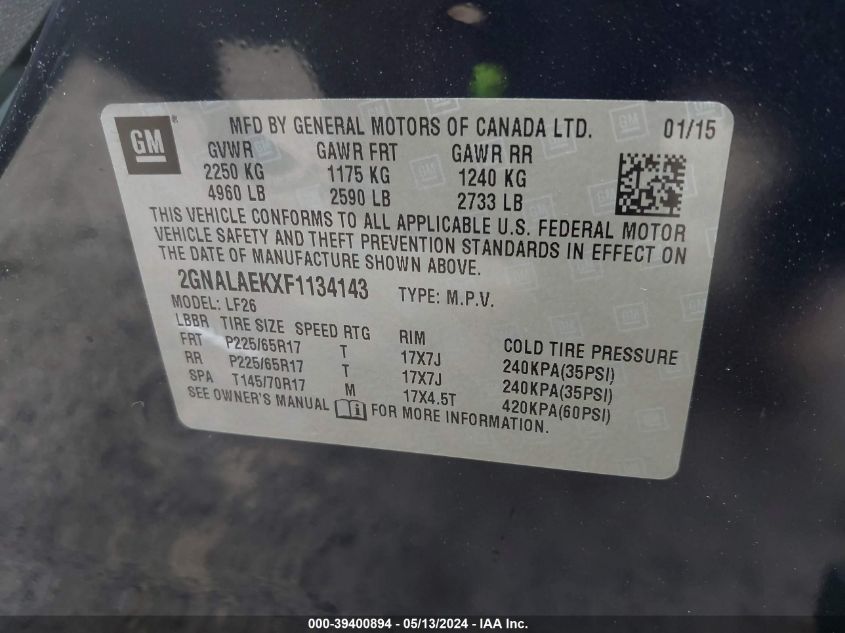 GM ® MFD BY GENERAL MOTORS OF CANADA LTD. 01/15
GVWR GAWR FRT GAWR RR
2250 KG 1175 KG 1240 KG
4960 LB 2590 LB 2733 LB
THIS VEHICLE CONFORMS TO ALL APPLICABLE U.S. FEDERAL MOTOR
VEHICLE SAFETY AND THEFT PREVENTION STANDARDS IN EFFECT ON
THE DATE OF MANUFACTURE SHOWN ABOVE.
2GNALAEKXF1134143 TYPE: M.P.V.
MODEL: LF26
LBBR TIRE SIZE SPEED RTG RIM COLD TIRE PRESSURE
FRT P225/65R17 T 17X7J 240KPA(35PSI)
RR P225/65R17 T 17X7J 240KPA(35PSI)
SPA T145/70R17 M 17X4.5T 420KPA(60PSI)
SEE OWNER'S MANUAL FOR MORE INFORMATION.
000-39400894 — 05/13/2024 — IAA Inc.